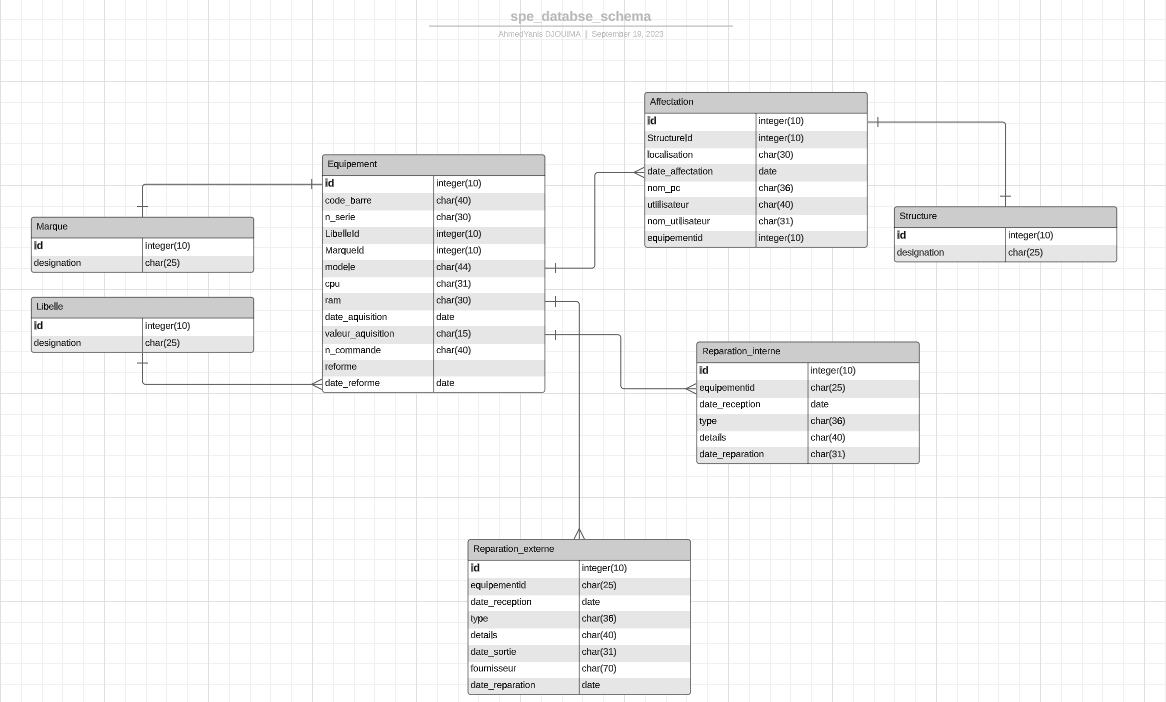 spe_databse_schema
AhmedYanis DJOUIMA | September 19, 2023
Affectation
id integer(10)
StructureId integer(10)
localisation char(30)
date_affectation date
nom_pc char(36)
utiilisateur char(40)
nom_utilisateur char(31)
equipementid integer(10)
Equipement
id integer(10)
code_barre char(40)
n_serie char(30)
LibelleId integer(10)
MarqueId integer(10)
modele char(44)
cpu char(31)
ram char(30)
date_aquisition date
valeur_aquisition char(15)
n_commande char(40)
reforme
date_reforme date
Marque
id integer(10)
designation char(25)
Libelle
id integer(10)
designation char(25)
Structure
id integer(10)
designation char(25)
Reparation_interne
id integer(10)
equipementid char(25)
date_reception date
type char(36)
details char(40)
date_reparation char(31)
Reparation_externe
id integer(10)
equipementid char(25)
date_reception date
type char(36)
details char(40)
date_sortie char(31)
fournisseur char(70)
date_reparation date